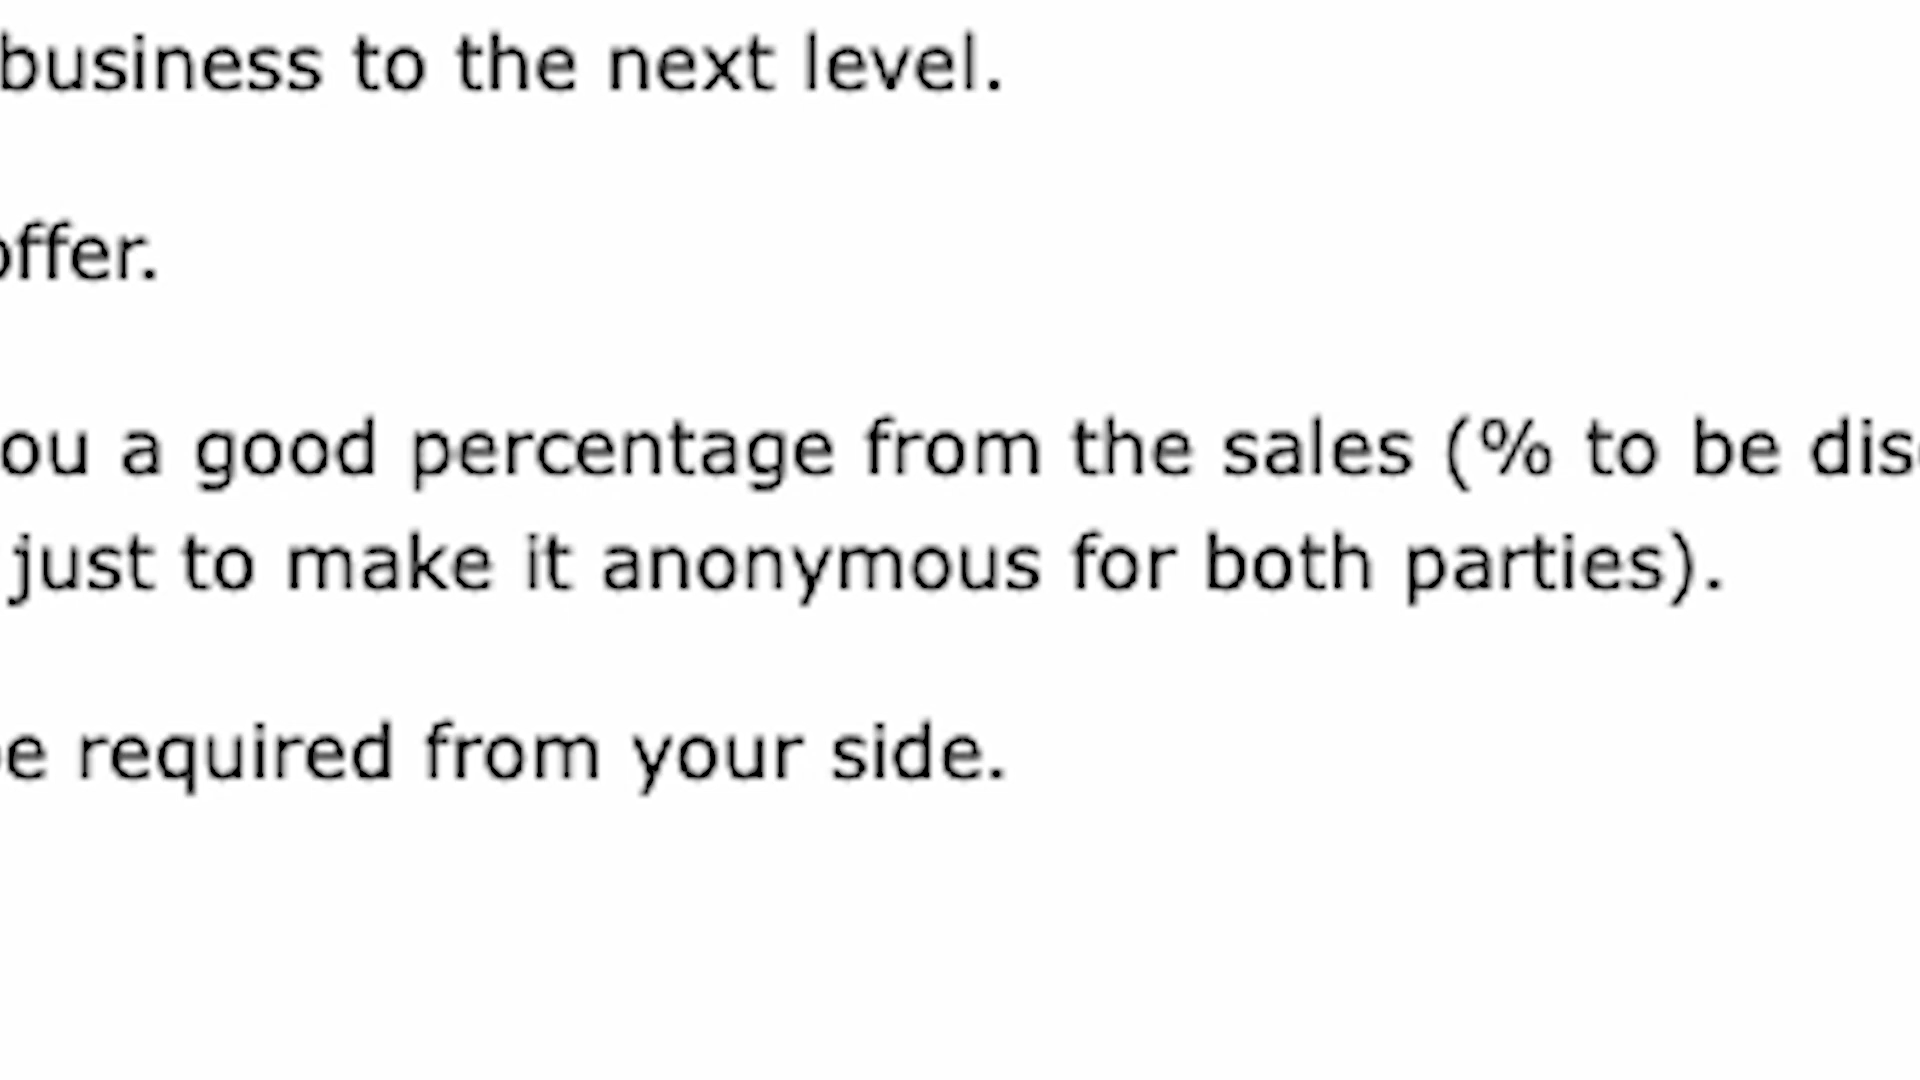 business to the next level.
offer.
ou a good percentage from the sales (% to be dis
just to make it anonymous for both parties).
be required from your side.